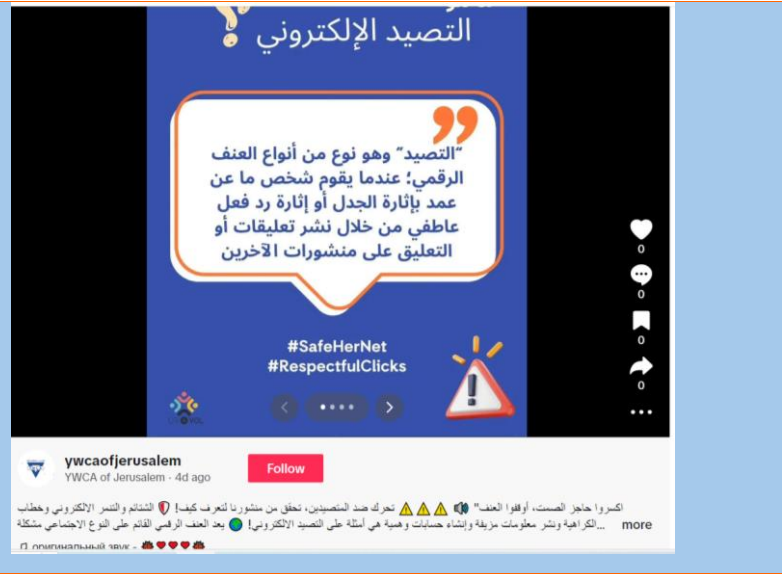 التصيد الإلكتروني ؟
”التصيد“ وهو نوع من أنواع العنف
الرقمي؛ عندما يقوم شخص ما عن
عمد بإثارة الجدل أو إثارة رد فعل
عاطفي من خلال نشر تعليقات أو
التعليق على منشورات الآخرين
#SafeHerNet
#RespectfulClicks
0
0
0
0
ywcaofjerusalem
YWCA of Jerusalem · 4d ago
Follow
اكسروا حاجز الصمت، أوقفوا العنف" 🔊 ⚠️ ⚠️ ⚠️ تحرك ضد المتصيدين، تحقق من منشورنا لتعرف كيف! 🛡️ الشتائم والتنمر الالكتروني وخطاب
الكراهية ونشر معلومات مزيفة وإنشاء حسابات وهمية هي أمثلة على التصيد الالكتروني! 🌍 يعد العنف الرقمي القائم على النوع الاجتماعي مشكلة... more
оригинальный звук -